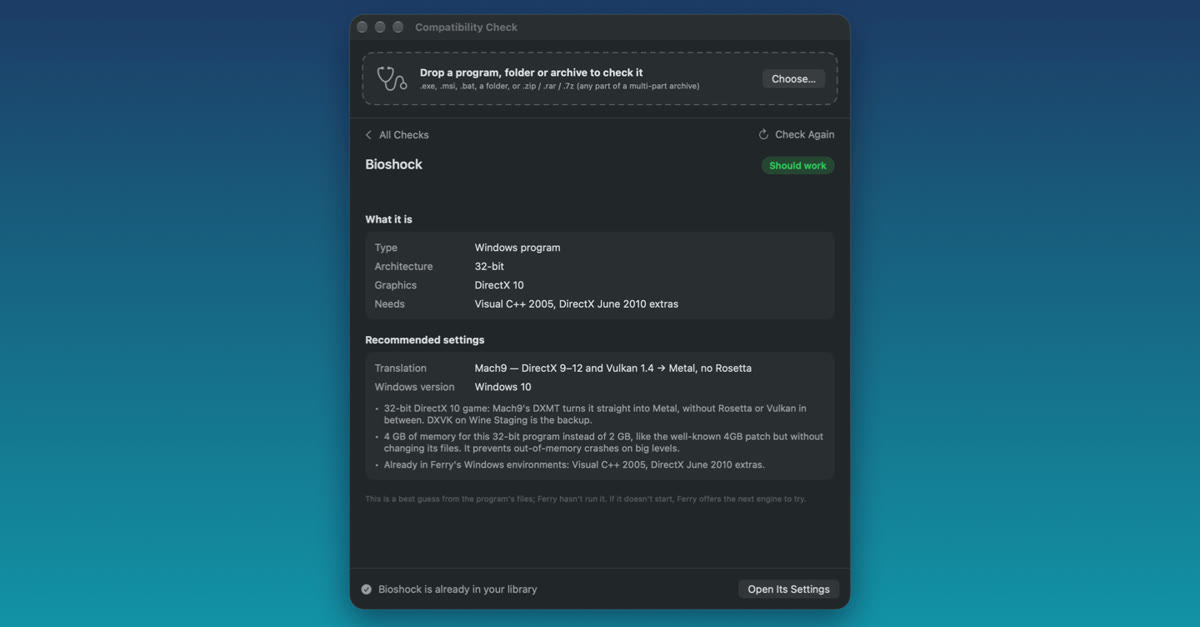 Compatibility Check
Drop a program, folder or archive to check it
.exe, .msi, .bat, a folder, or .zip / .rar / .7z (any part of a multi-part archive)
Choose...
All Checks
Check Again
Bioshock
Should work
What it is
Type Windows program
Architecture 32-bit
Graphics DirectX 10
Needs Visual C++ 2005, DirectX June 2010 extras
Recommended settings
Translation Mach9 — DirectX 9–12 and Vulkan 1.4 → Metal, no Rosetta
Windows version Windows 10
• 32-bit DirectX 10 game: Mach9's DXMT turns it straight into Metal, without Rosetta or Vulkan in
between. DXVK on Wine Staging is the backup.
• 4 GB of memory for this 32-bit program instead of 2 GB, like the well-known 4GB patch but without
changing its files. It prevents out-of-memory crashes on big levels.
• Already in Ferry's Windows environments: Visual C++ 2005, DirectX June 2010 extras.
This is a best guess from the program's files; Ferry hasn't run it. If it doesn't start, Ferry offers the next engine to try.
Bioshock is already in your library
Open Its Settings